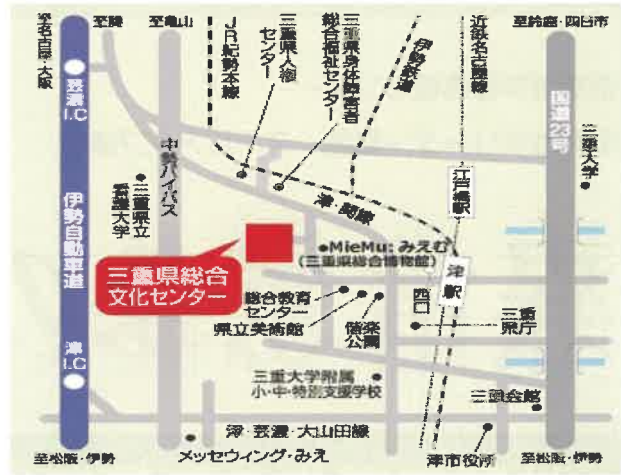 至名古屋・大阪
至関
至亀山
JR紀勢本線
三重県人権
センター
三重県身体障害者
総合福祉センター
伊勢鉄道
近鉄名古屋線
至鈴鹿・四日市
芸濃
I.C
中勢バイパス
国道23号
三重大学
三重県立
看護大学
津関線
江戸橋駅
伊勢自動車道
MieMu:みえむ
(三重県総合博物館)
三重県総合
文化センター
津駅
総合教育
センター
県立美術館
偕楽
公園
西口
三重
県庁
津
I.C
三重大学附属
小・中・特別支援学校
三重会館
津・芸濃・大山田線
至松阪・伊勢
メッセウィング・みえ
津市役所
至松阪・伊勢